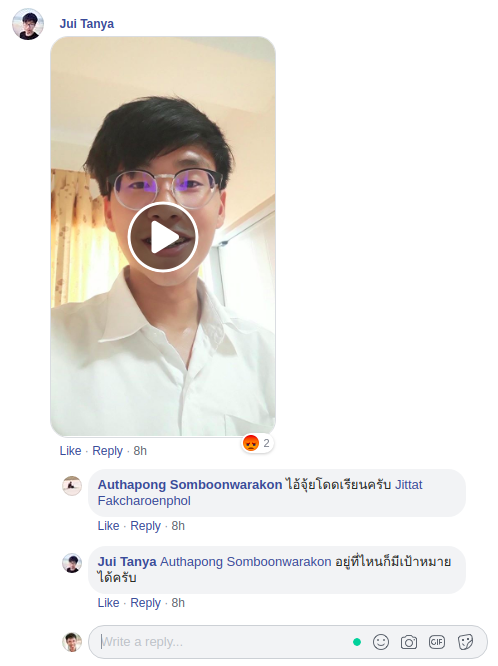 Jui Tanya
2
Like · Reply · 8h
Authapong Somboonwarakon ไอ้จุ้ยโดดเรียนครับ Jittat
Fakcharoenphol
Like · Reply · 8h
Jui Tanya Authapong Somboonwarakon อยู่ที่ไหนก็มีเป้าหมาย
ได้ครับ
Like · Reply · 8h
Write a reply...
GIF